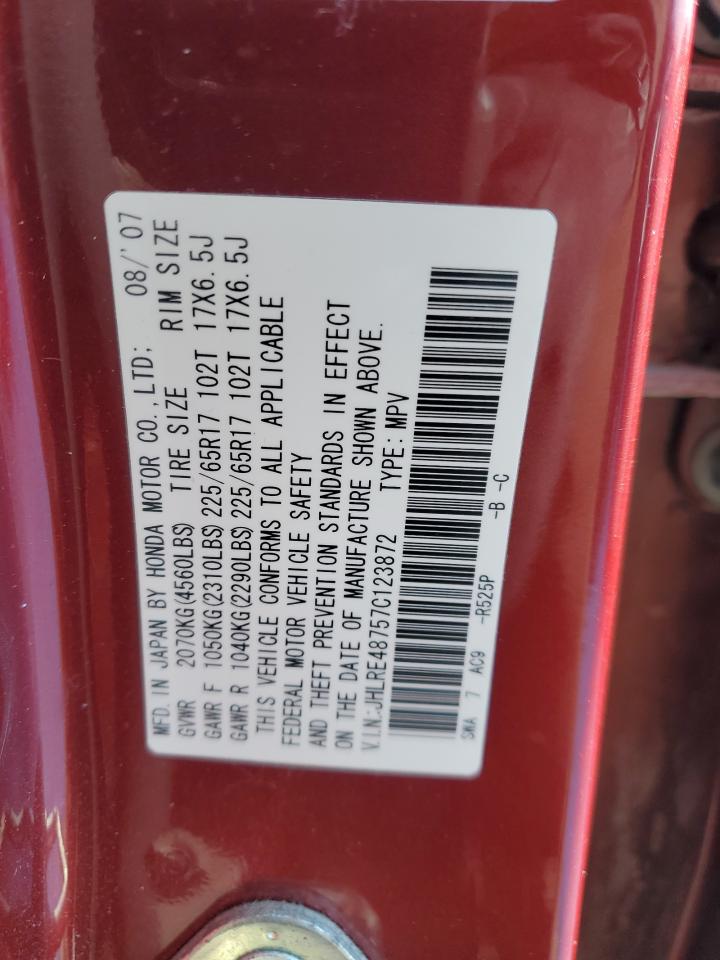 MFD. IN JAPAN BY HONDA MOTOR CO., LTD; 08/'07
GVWR 2070KG(4560LBS) TIRE SIZE RIM SIZE
GAWR F 1050KG(2310LBS) 225/65R17 102T 17X6.5J
GAWR R 1040KG(2290LBS) 225/65R17 102T 17X6.5J
THIS VEHICLE CONFORMS TO ALL APPLICABLE
FEDERAL MOTOR VEHICLE SAFETY
AND THEFT PREVENTION STANDARDS IN EFFECT
ON THE DATE OF MANUFACTURE SHOWN ABOVE.
V.I.N.:JHLRE48757C123872 TYPE: MPV
SWA 7 AC9 -R525P -B -C